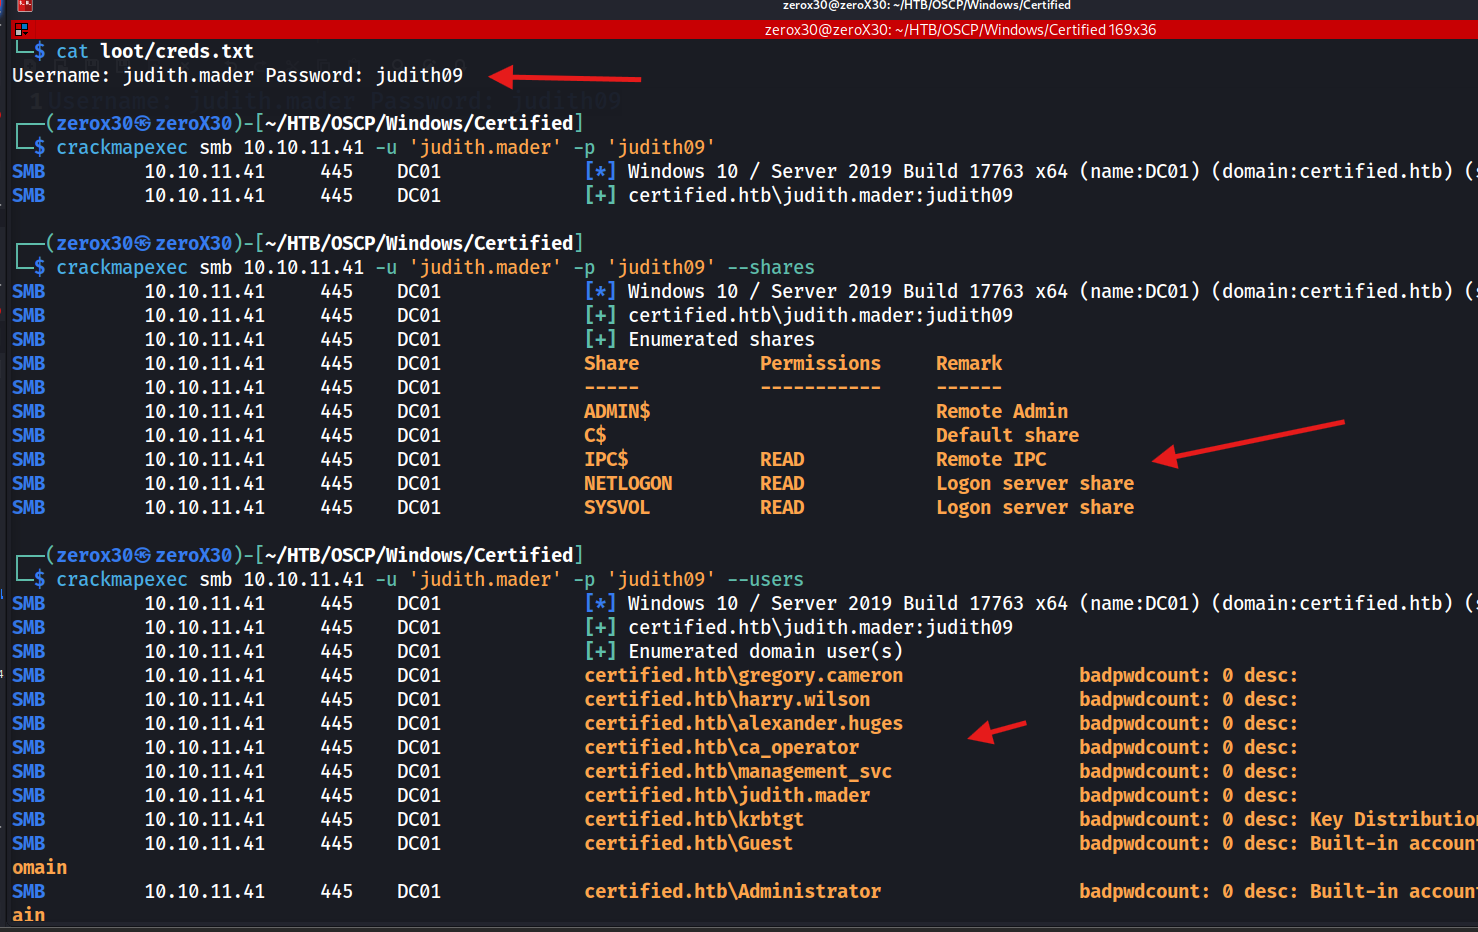 zerox30@zeroX30: ~/HTB/OSCP/Windows/Certified
zerox30@zeroX30: ~/HTB/OSCP/Windows/Certified 169x36
└─$ cat loot/creds.txt
Username: judith.mader Password: judith09
1 Username: judith.mader Password: judith09
┌──(zerox30㉿zeroX30)-[~/HTB/OSCP/Windows/Certified]
└─$ crackmapexec smb 10.10.11.41 -u 'judith.mader' -p 'judith09'
SMB 10.10.11.41 445 DC01 [*] Windows 10 / Server 2019 Build 17763 x64 (name:DC01) (domain:certified.htb) (s
SMB 10.10.11.41 445 DC01 [+] certified.htb\judith.mader:judith09
┌──(zerox30㉿zeroX30)-[~/HTB/OSCP/Windows/Certified]
└─$ crackmapexec smb 10.10.11.41 -u 'judith.mader' -p 'judith09' --shares
SMB 10.10.11.41 445 DC01 [*] Windows 10 / Server 2019 Build 17763 x64 (name:DC01) (domain:certified.htb) (s
SMB 10.10.11.41 445 DC01 [+] certified.htb\judith.mader:judith09
SMB 10.10.11.41 445 DC01 [+] Enumerated shares
SMB 10.10.11.41 445 DC01 Share Permissions Remark
SMB 10.10.11.41 445 DC01 ----- ----------- ------
SMB 10.10.11.41 445 DC01 ADMIN$ Remote Admin
SMB 10.10.11.41 445 DC01 C$ Default share
SMB 10.10.11.41 445 DC01 IPC$ READ Remote IPC
SMB 10.10.11.41 445 DC01 NETLOGON READ Logon server share
SMB 10.10.11.41 445 DC01 SYSVOL READ Logon server share
┌──(zerox30㉿zeroX30)-[~/HTB/OSCP/Windows/Certified]
└─$ crackmapexec smb 10.10.11.41 -u 'judith.mader' -p 'judith09' --users
SMB 10.10.11.41 445 DC01 [*] Windows 10 / Server 2019 Build 17763 x64 (name:DC01) (domain:certified.htb) (s
SMB 10.10.11.41 445 DC01 [+] certified.htb\judith.mader:judith09
SMB 10.10.11.41 445 DC01 [+] Enumerated domain user(s)
SMB 10.10.11.41 445 DC01 certified.htb\gregory.cameron badpwdcount: 0 desc:
SMB 10.10.11.41 445 DC01 certified.htb\harry.wilson badpwdcount: 0 desc:
SMB 10.10.11.41 445 DC01 certified.htb\alexander.huges badpwdcount: 0 desc:
SMB 10.10.11.41 445 DC01 certified.htb\ca_operator badpwdcount: 0 desc:
SMB 10.10.11.41 445 DC01 certified.htb\management_svc badpwdcount: 0 desc:
SMB 10.10.11.41 445 DC01 certified.htb\judith.mader badpwdcount: 0 desc:
SMB 10.10.11.41 445 DC01 certified.htb\krbtgt badpwdcount: 0 desc: Key Distribution
SMB 10.10.11.41 445 DC01 certified.htb\Guest badpwdcount: 0 desc: Built-in accoun
omain
SMB 10.10.11.41 445 DC01 certified.htb\Administrator badpwdcount: 0 desc: Built-in accoun
ain